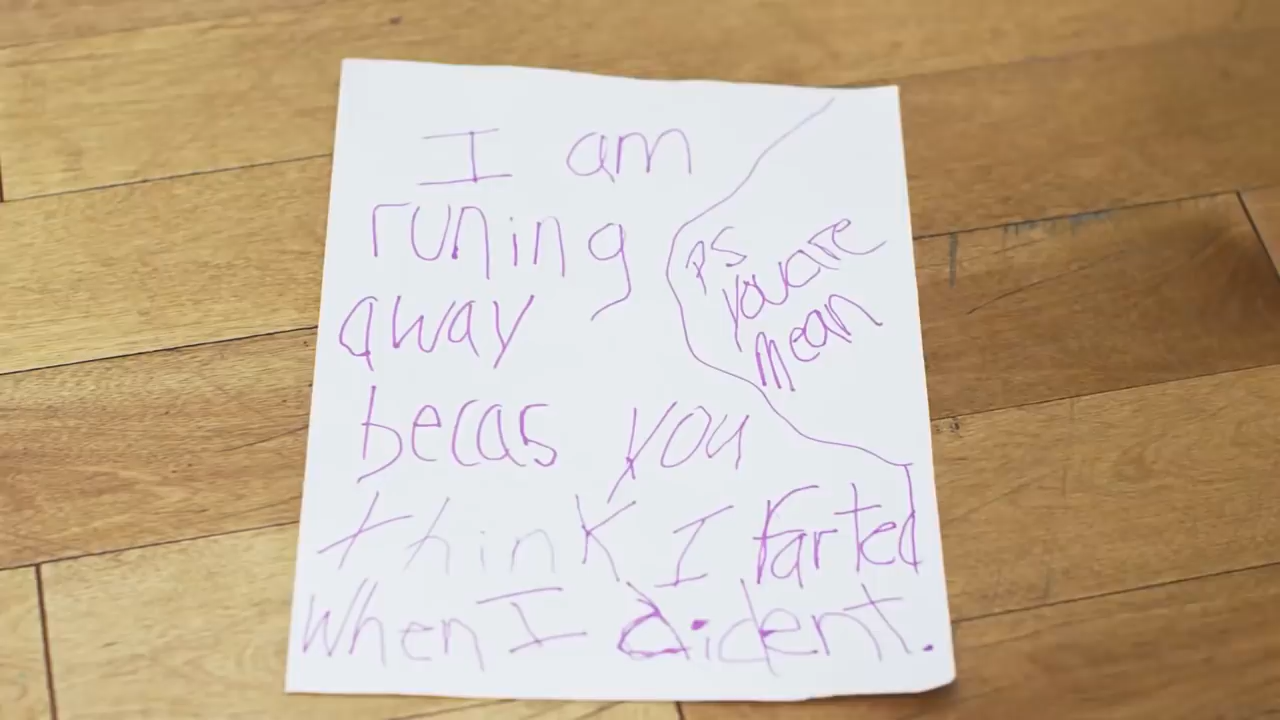 I am
runing
away
becas you
think I farted
when I dident.
PS
you are
mean